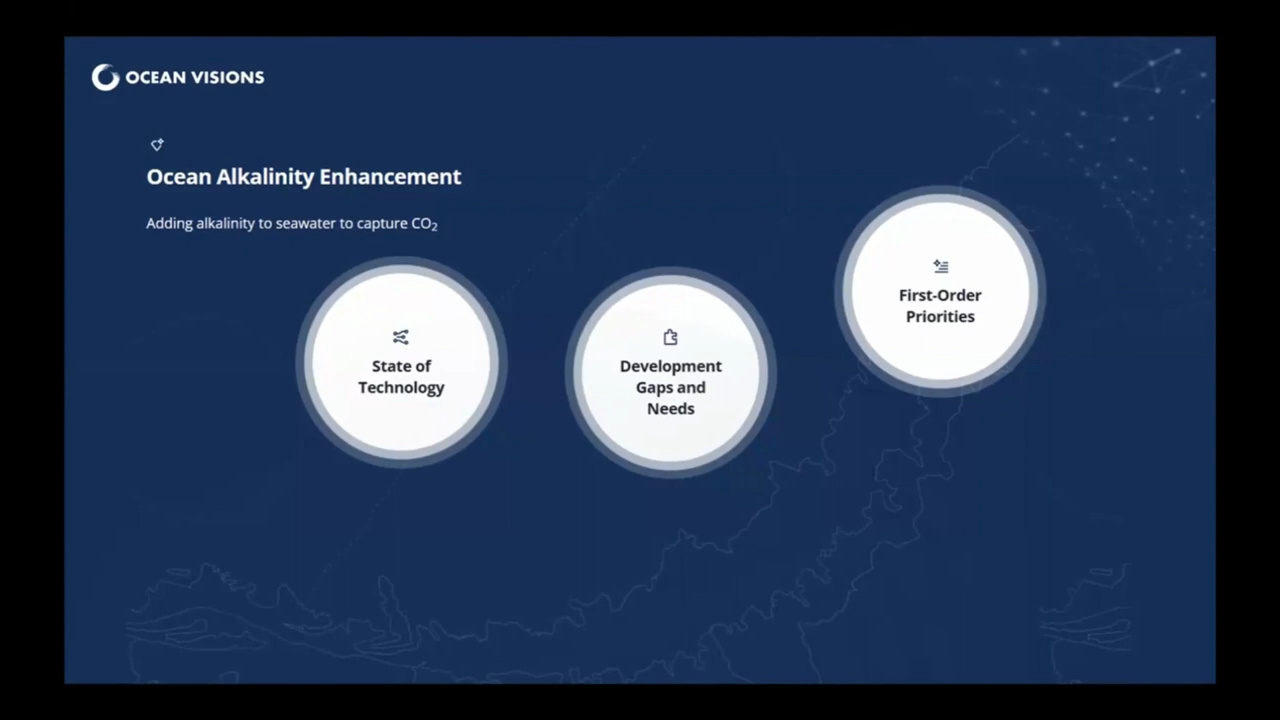 OCEAN VISIONS
Ocean Alkalinity Enhancement
Adding alkalinity to seawater to capture CO₂
State of
Technology
Development
Gaps and
Needs
First-Order
Priorities